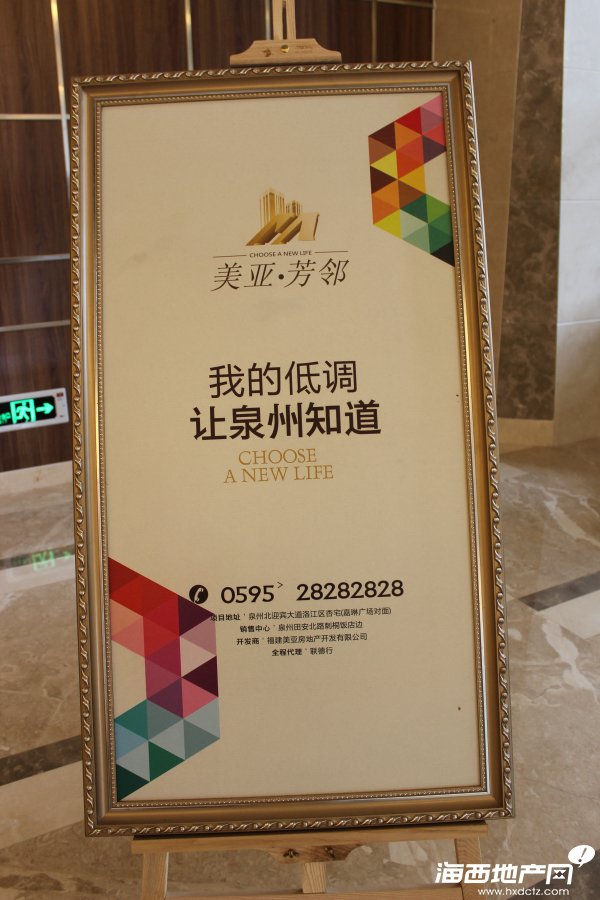 CHOOSE A NEW LIFE
美亚·芳邻
我的低调
让泉州知道
CHOOSE
A NEW LIFE
0595> 28282828
项目地址 ' 泉州北迎宾大道洛江区杏宅(嘉琳广场对面)
销售中心 ' 泉州田安北路刺桐饭店边
开发商 ' 福建美亚房地产开发有限公司
全程代理 ' 联德行
海西地产网!
www.hxdctz.com